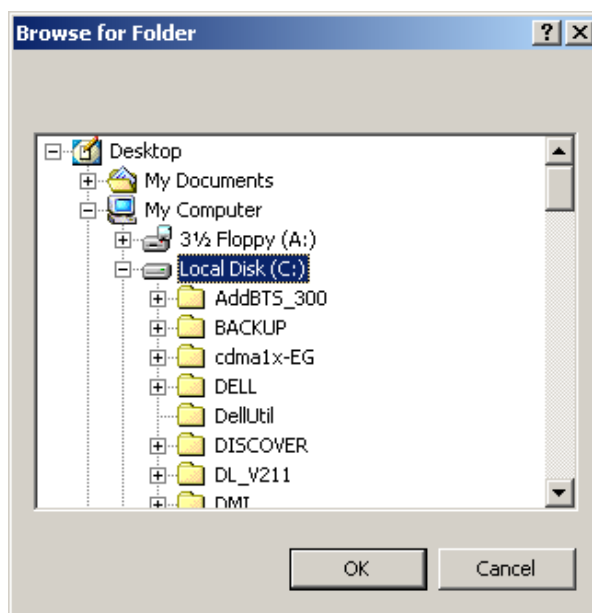 Browse for Folder
Desktop
My Documents
My Computer
3½ Floppy (A:)
Local Disk (C:)
AddBTS_300
BACKUP
cdma1x-EG
DELL
DellUtil
DISCOVER
DL_V211
DMI
OK Cancel